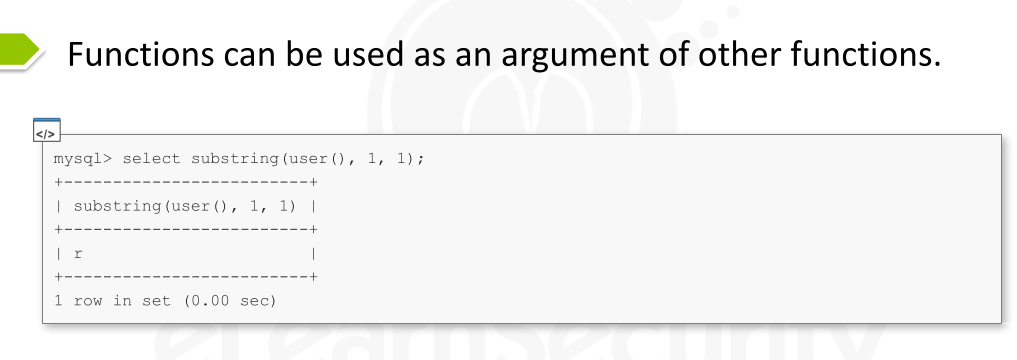 Functions can be used as an argument of other functions.
</>
mysql> select substring(user(), 1, 1);
+-------------------------+
| substring(user(), 1, 1) |
+-------------------------+
| r                       |
+-------------------------+
1 row in set (0.00 sec)
eLearnSecurity